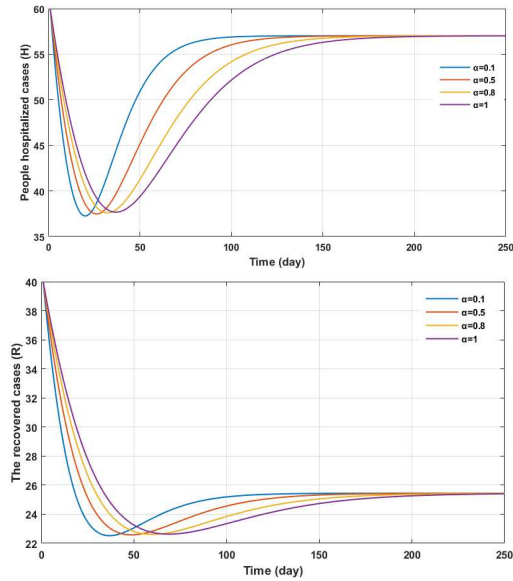 60
55
50
45
40
35
People hospitalized cases (H)
α=0.1
α=0.5
α=0.8
α=1
0 50 100 150 200 250
Time (day)
40
38
36
34
32
30
28
26
24
22
The recovered cases (R)
α=0.1
α=0.5
α=0.8
α=1
0 50 100 150 200 250
Time (day)